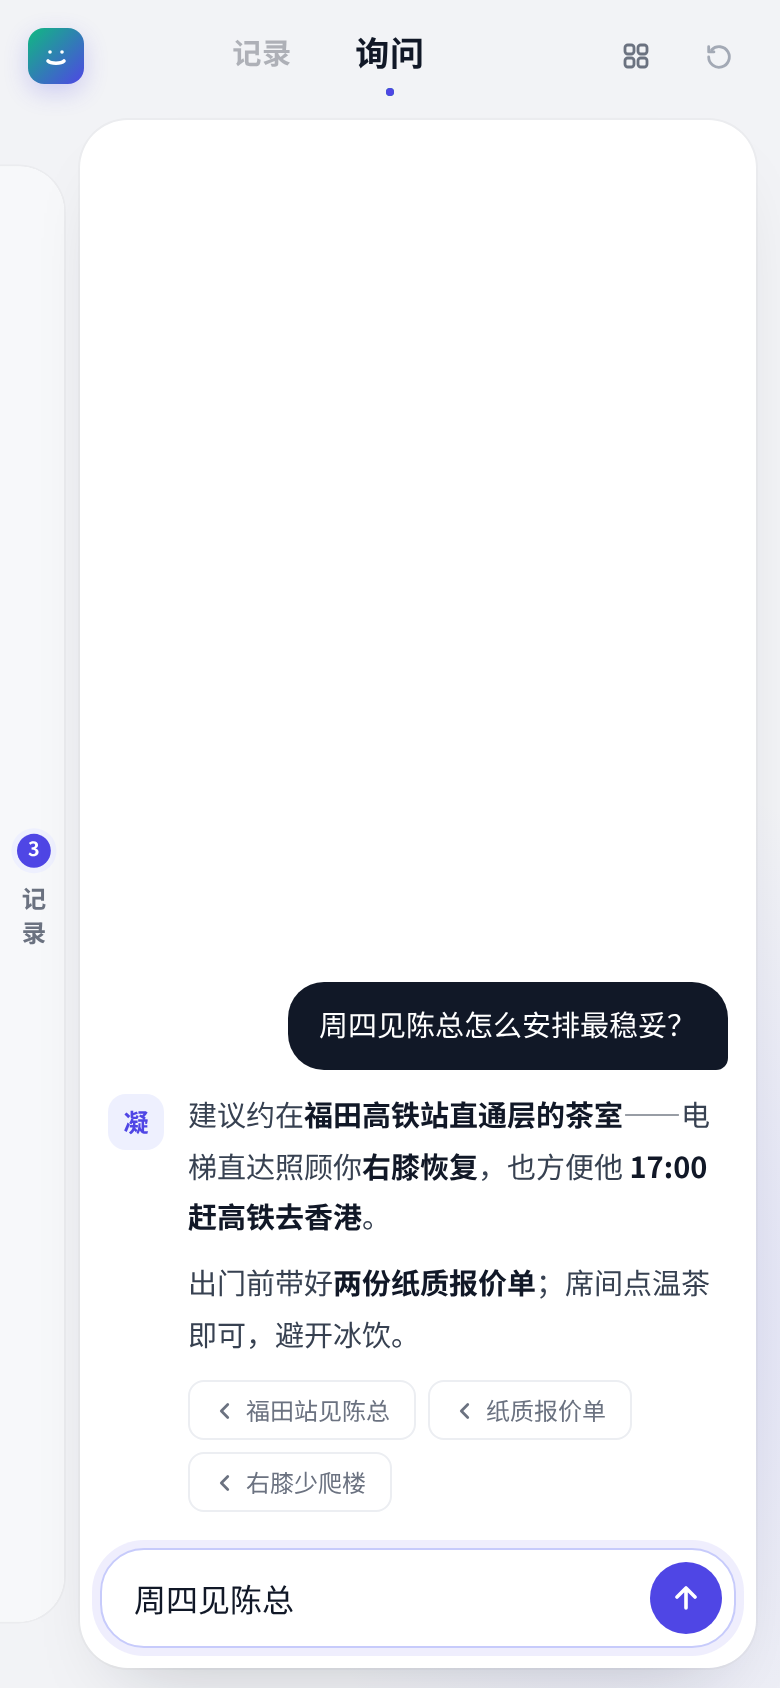 记录
询问
3
记
录
周四见陈总怎么安排最稳妥？
凝
建议约在福田高铁站直通层的茶室——电
梯直达照顾你右膝恢复，也方便他 17:00
赶高铁去香港。
出门前带好两份纸质报价单；席间点温茶
即可，避开冰饮。
福田站见陈总
纸质报价单
右膝少爬楼
周四见陈总